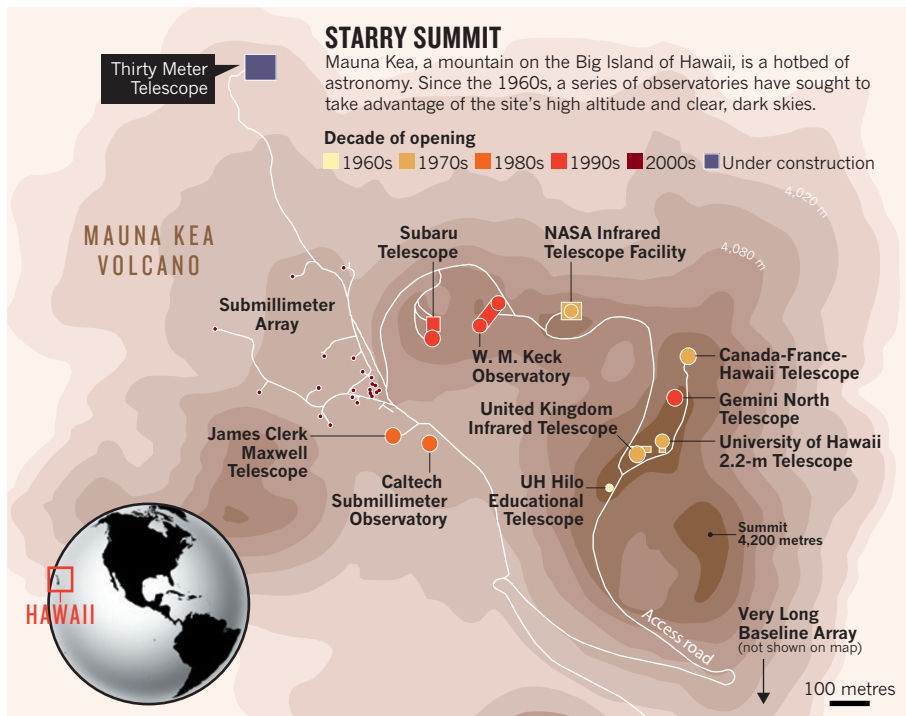 STARRY SUMMIT
Mauna Kea, a mountain on the Big Island of Hawaii, is a hotbed of
astronomy. Since the 1960s, a series of observatories have sought to
take advantage of the site's high altitude and clear, dark skies.
Decade of opening
1960s 1970s 1980s 1990s 2000s Under construction
Thirty Meter
Telescope
4,020 m
4,080 m
MAUNA KEA
VOLCANO
Subaru
Telescope
NASA Infrared
Telescope Facility
Submillimeter
Array
W. M. Keck
Observatory
Canada-France-
Hawaii Telescope
Gemini North
Telescope
United Kingdom
Infrared Telescope
University of Hawaii
2.2-m Telescope
James Clerk
Maxwell
Telescope
Caltech
Submillimeter
Observatory
UH Hilo
Educational
Telescope
Summit
4,200 metres
HAWAII
Access road
Very Long
Baseline Array
(not shown on map)
100 metres